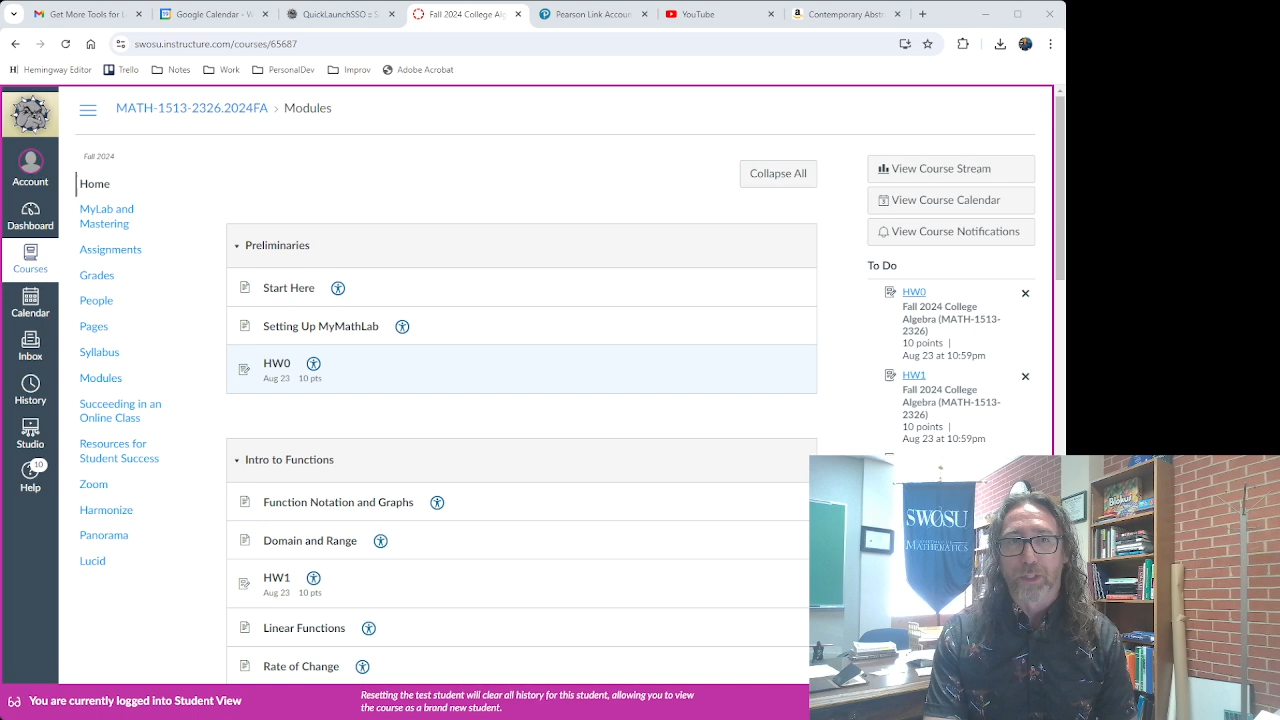 Get More Tools for M
Google Calendar - V
QuickLaunchSSO :: S
Fall 2024 College Alg
Pearson Link Accoun
YouTube
Contemporary Abst
swosu.instructure.com/courses/65687
Hemingway Editor
Trello
Notes
Work
PersonalDev
Improv
Adobe Acrobat
MATH-1513-2326.2024FA › Modules
Fall 2024
Home
MyLab and
Mastering
Assignments
Grades
People
Pages
Syllabus
Modules
Succeeding in an
Online Class
Resources for
Student Success
Zoom
Harmonize
Panorama
Lucid
Account
Dashboard
Courses
Calendar
Inbox
History
Studio
10
Help
Collapse All
Preliminaries
Start Here
Setting Up MyMathLab
HW0
Aug 23 10 pts
Intro to Functions
Function Notation and Graphs
Domain and Range
HW1
Aug 23 10 pts
Linear Functions
Rate of Change
View Course Stream
View Course Calendar
View Course Notifications
To Do
HW0
Fall 2024 College
Algebra (MATH-1513-
2326)
10 points |
Aug 23 at 10:59pm
HW1
Fall 2024 College
Algebra (MATH-1513-
2326)
10 points |
Aug 23 at 10:59pm
SWOSU
MATHEMATICS
Blokus
You are currently logged into Student View
Resetting the test student will clear all history for this student, allowing you to view
the course as a brand new student.